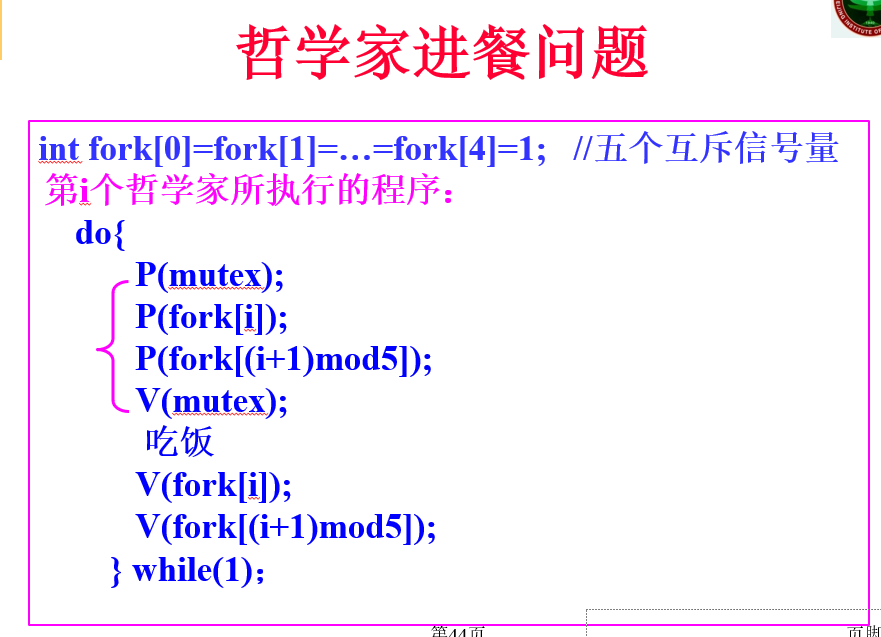 哲学家进餐问题
int fork[0]=fork[1]=…=fork[4]=1; //五个互斥信号量
第i个哲学家所执行的程序：
do{
P(mutex);
P(fork[i]);
P(fork[(i+1)mod5]);
V(mutex);
吃饭
V(fork[i]);
V(fork[(i+1)mod5]);
} while(1)；
第44页
页脚